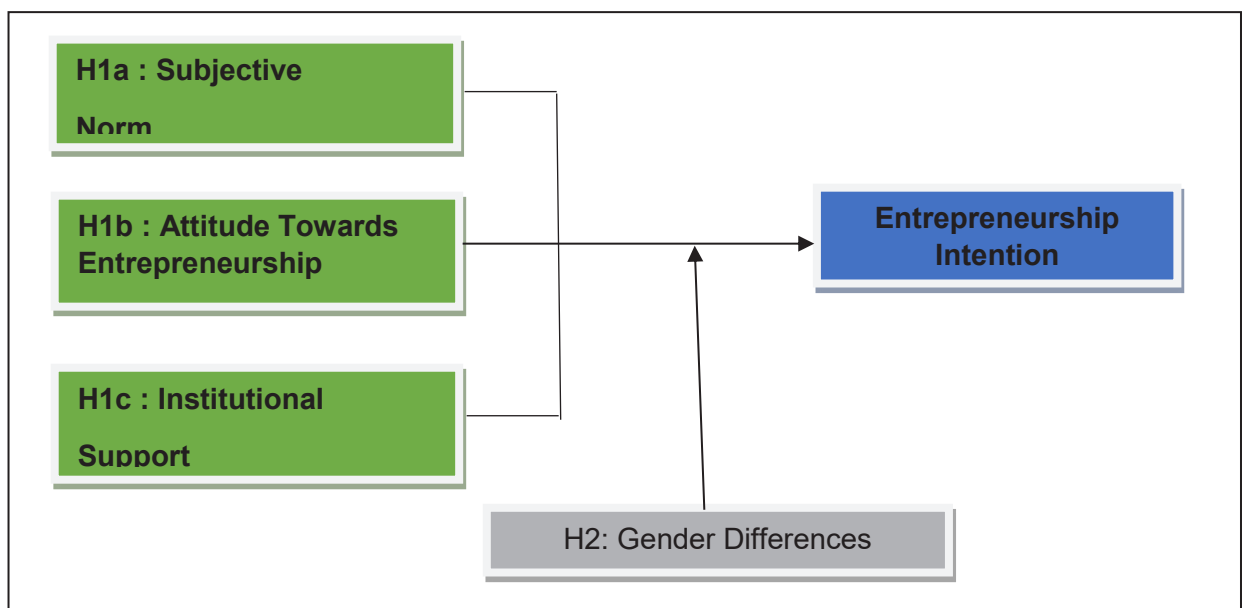 H1a : Subjective
Norm
H1b : Attitude Towards
Entrepreneurship
Entrepreneurship
Intention
H1c : Institutional
Support
H2: Gender Differences